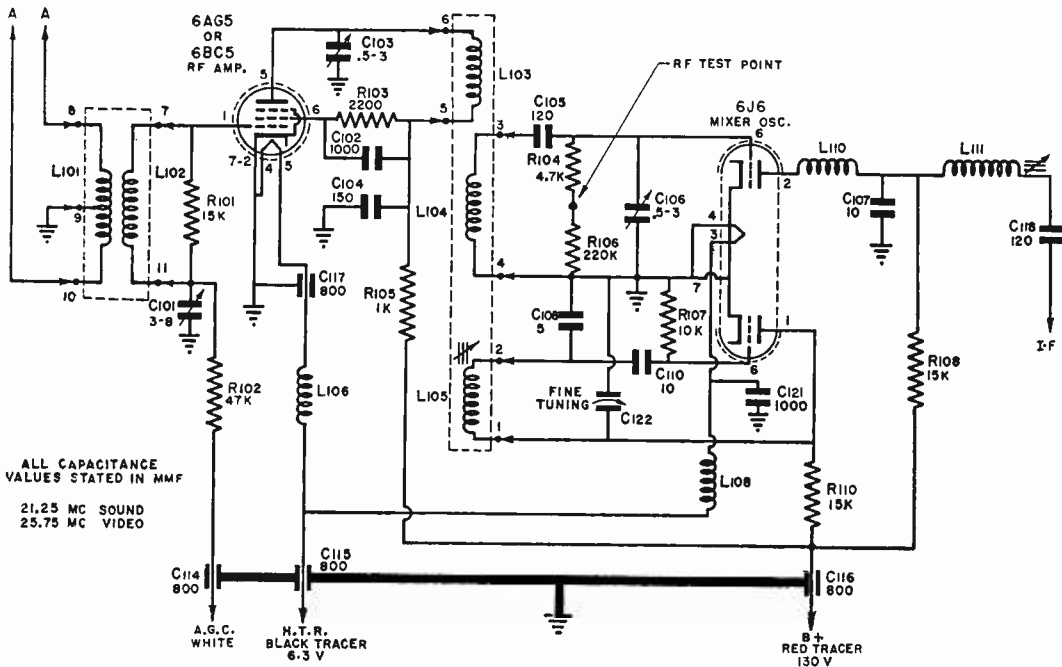 A A
6AG5
OR
6BC5
RF AMP.
C103
.5-3
6
L103
RF TEST POINT
6J6
MIXER OSC.
8
7
1
5
6
R103
2200
5
3
C105
120
6
2
L110
L111
L101
L102
C102
1000
7-2
4
5
R104
4.7K
C106
.5-3
C107
10
C118
120
9
R101
15K
C104
150
L104
4
3
10
11
C101
3-8
C117
800
R105
1K
4
R106
220K
7
R107
10K
C108
5
1
I-F
R102
47K
L106
2
C110
10
6
R108
15K
L105
FINE
TUNING
C122
C121
1000
1
ALL CAPACITANCE
VALUES STATED IN MMF
21.25 MC SOUND
25.75 MC VIDEO
L108
R110
15K
C114
800
C115
800
C116
800
A.G.C.
WHITE
H.T.R.
BLACK TRACER
6.3 V
B+
RED TRACER
130 V